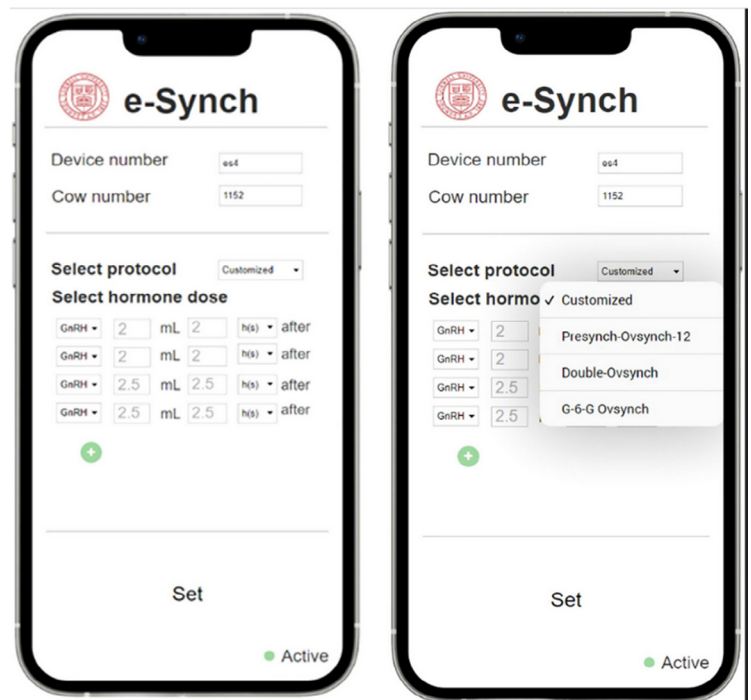 e-Synch
Device number es4
Cow number 1152
Select protocol Customized
Select hormone dose
GnRH 2 mL 2 h(s) after
GnRH 2 mL 2 h(s) after
GnRH 2.5 mL 2.5 h(s) after
GnRH 2.5 mL 2.5 h(s) after
Set
Active
e-Synch
Device number es4
Cow number 1152
Select protocol Customized
Select hormo ✓ Customized
GnRH 2
Presynch-Ovsynch-12
GnRH 2
Double-Ovsynch
GnRH 2.5
G-6-G Ovsynch
GnRH 2.5
Set
Active